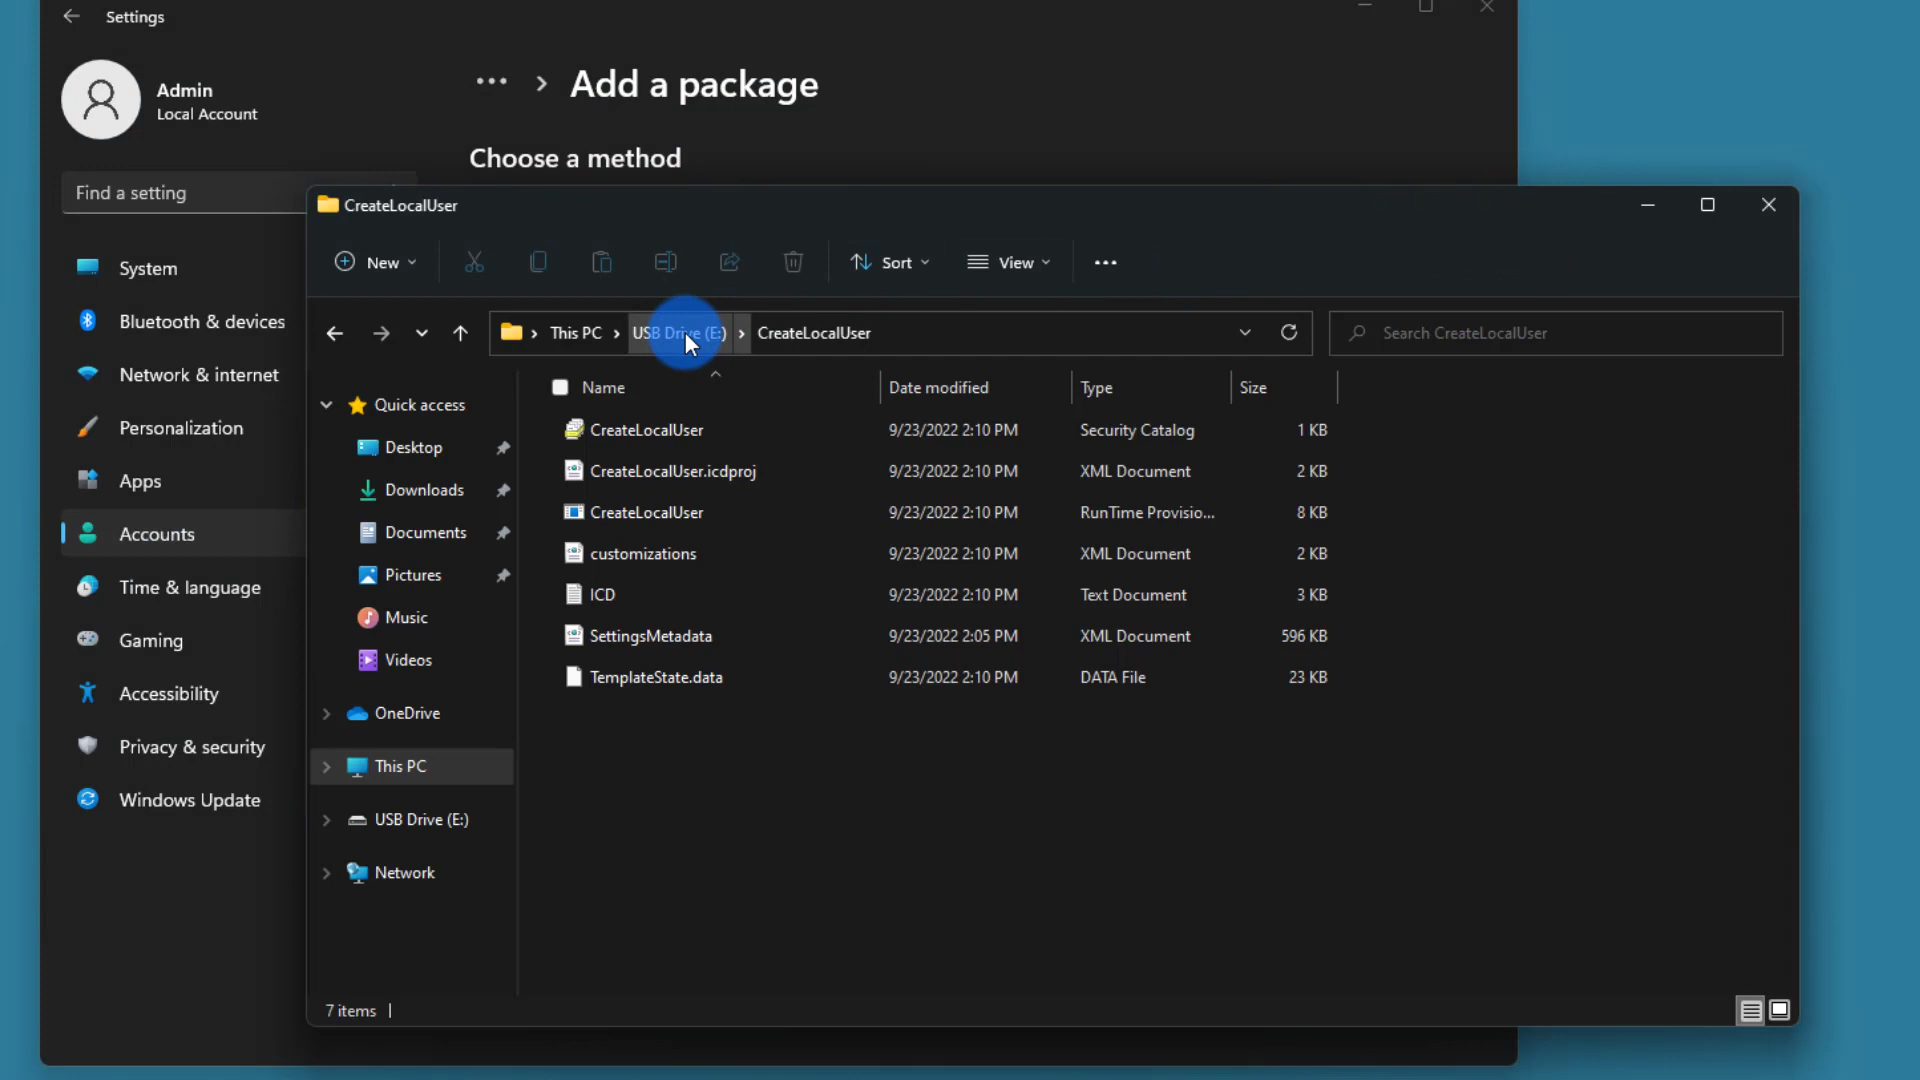 Settings
Admin
Local Account
Find a setting
System
Bluetooth & devices
Network & internet
Personalization
Apps
Accounts
Time & language
Gaming
Accessibility
Privacy & security
Windows Update
... > Add a package
Choose a method
CreateLocalUser
New
Sort
View
This PC > USB Drive (E:) > CreateLocalUser
Search CreateLocalUser
Quick access
Desktop
Downloads
Documents
Pictures
Music
Videos
OneDrive
This PC
USB Drive (E:)
Network
Name Date modified Type Size
CreateLocalUser 9/23/2022 2:10 PM Security Catalog 1 KB
CreateLocalUser.icdproj 9/23/2022 2:10 PM XML Document 2 KB
CreateLocalUser 9/23/2022 2:10 PM RunTime Provisio... 8 KB
customizations 9/23/2022 2:10 PM XML Document 2 KB
ICD 9/23/2022 2:10 PM Text Document 3 KB
SettingsMetadata 9/23/2022 2:05 PM XML Document 596 KB
TemplateState.data 9/23/2022 2:10 PM DATA File 23 KB
7 items